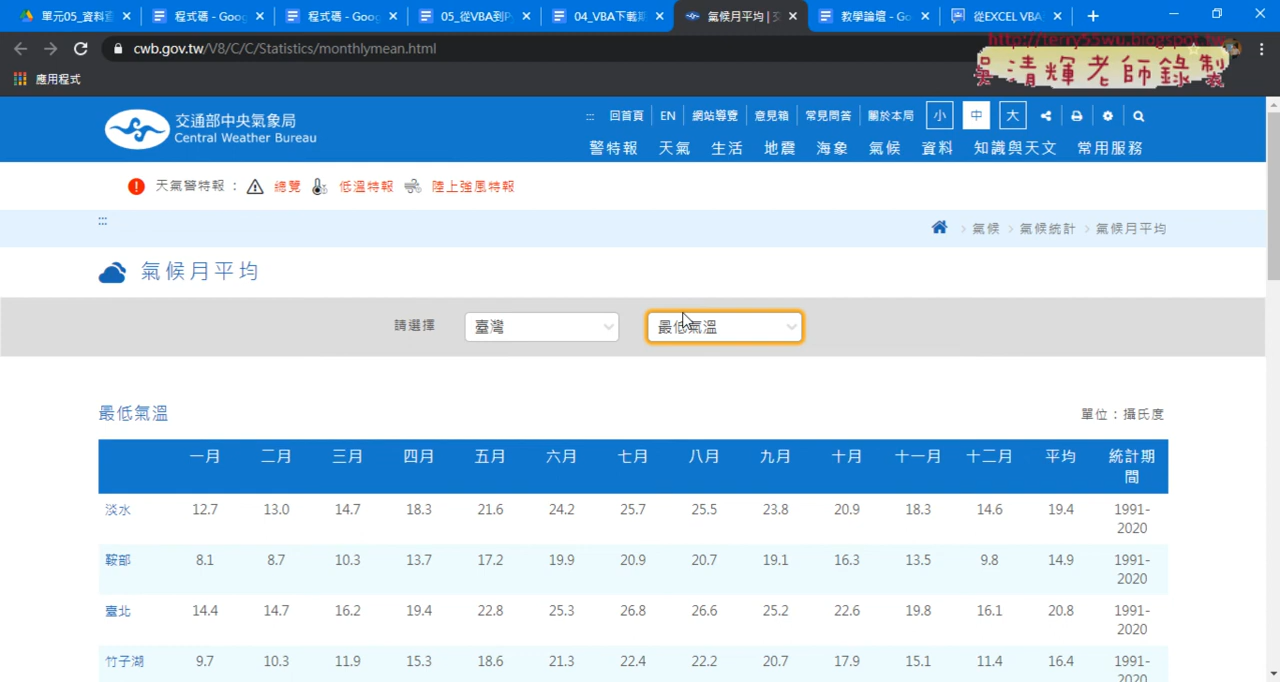 單元05_資料
程式碼 - Goog
程式碼 - Goog
05_從VBA到P
04_VBA下載
氣候月平均 | 交
教學論壇 - Go
從EXCEL VBA
cwb.gov.tw/V8/C/C/Statistics/monthlymean.html
http://terry55wu.blogspot.tw
吳清輝老師錄製
應用程式
交通部中央氣象局
Central Weather Bureau
::: 回首頁 EN 網站導覽 意見箱 常見問答 關於本局 小 中 大
警特報 天氣 生活 地震 海象 氣候 資料 知識與天文 常用服務
天氣警特報 : 總覽 低溫特報 陸上強風特報
:::
> 氣候 > 氣候統計 > 氣候月平均
氣候月平均
請選擇 臺灣 最低氣溫
最低氣溫 單位 : 攝氏度
一月 二月 三月 四月 五月 六月 七月 八月 九月 十月 十一月 十二月 平均 統計期間
淡水 12.7 13.0 14.7 18.3 21.6 24.2 25.7 25.5 23.8 20.9 18.3 14.6 19.4 1991-2020
鞍部 8.1 8.7 10.3 13.7 17.2 19.9 20.9 20.7 19.1 16.3 13.5 9.8 14.9 1991-2020
臺北 14.4 14.7 16.2 19.4 22.8 25.3 26.8 26.6 25.2 22.6 19.8 16.1 20.8 1991-2020
竹子湖 9.7 10.3 11.9 15.3 18.6 21.3 22.4 22.2 20.7 17.9 15.1 11.4 16.4 1991-2020